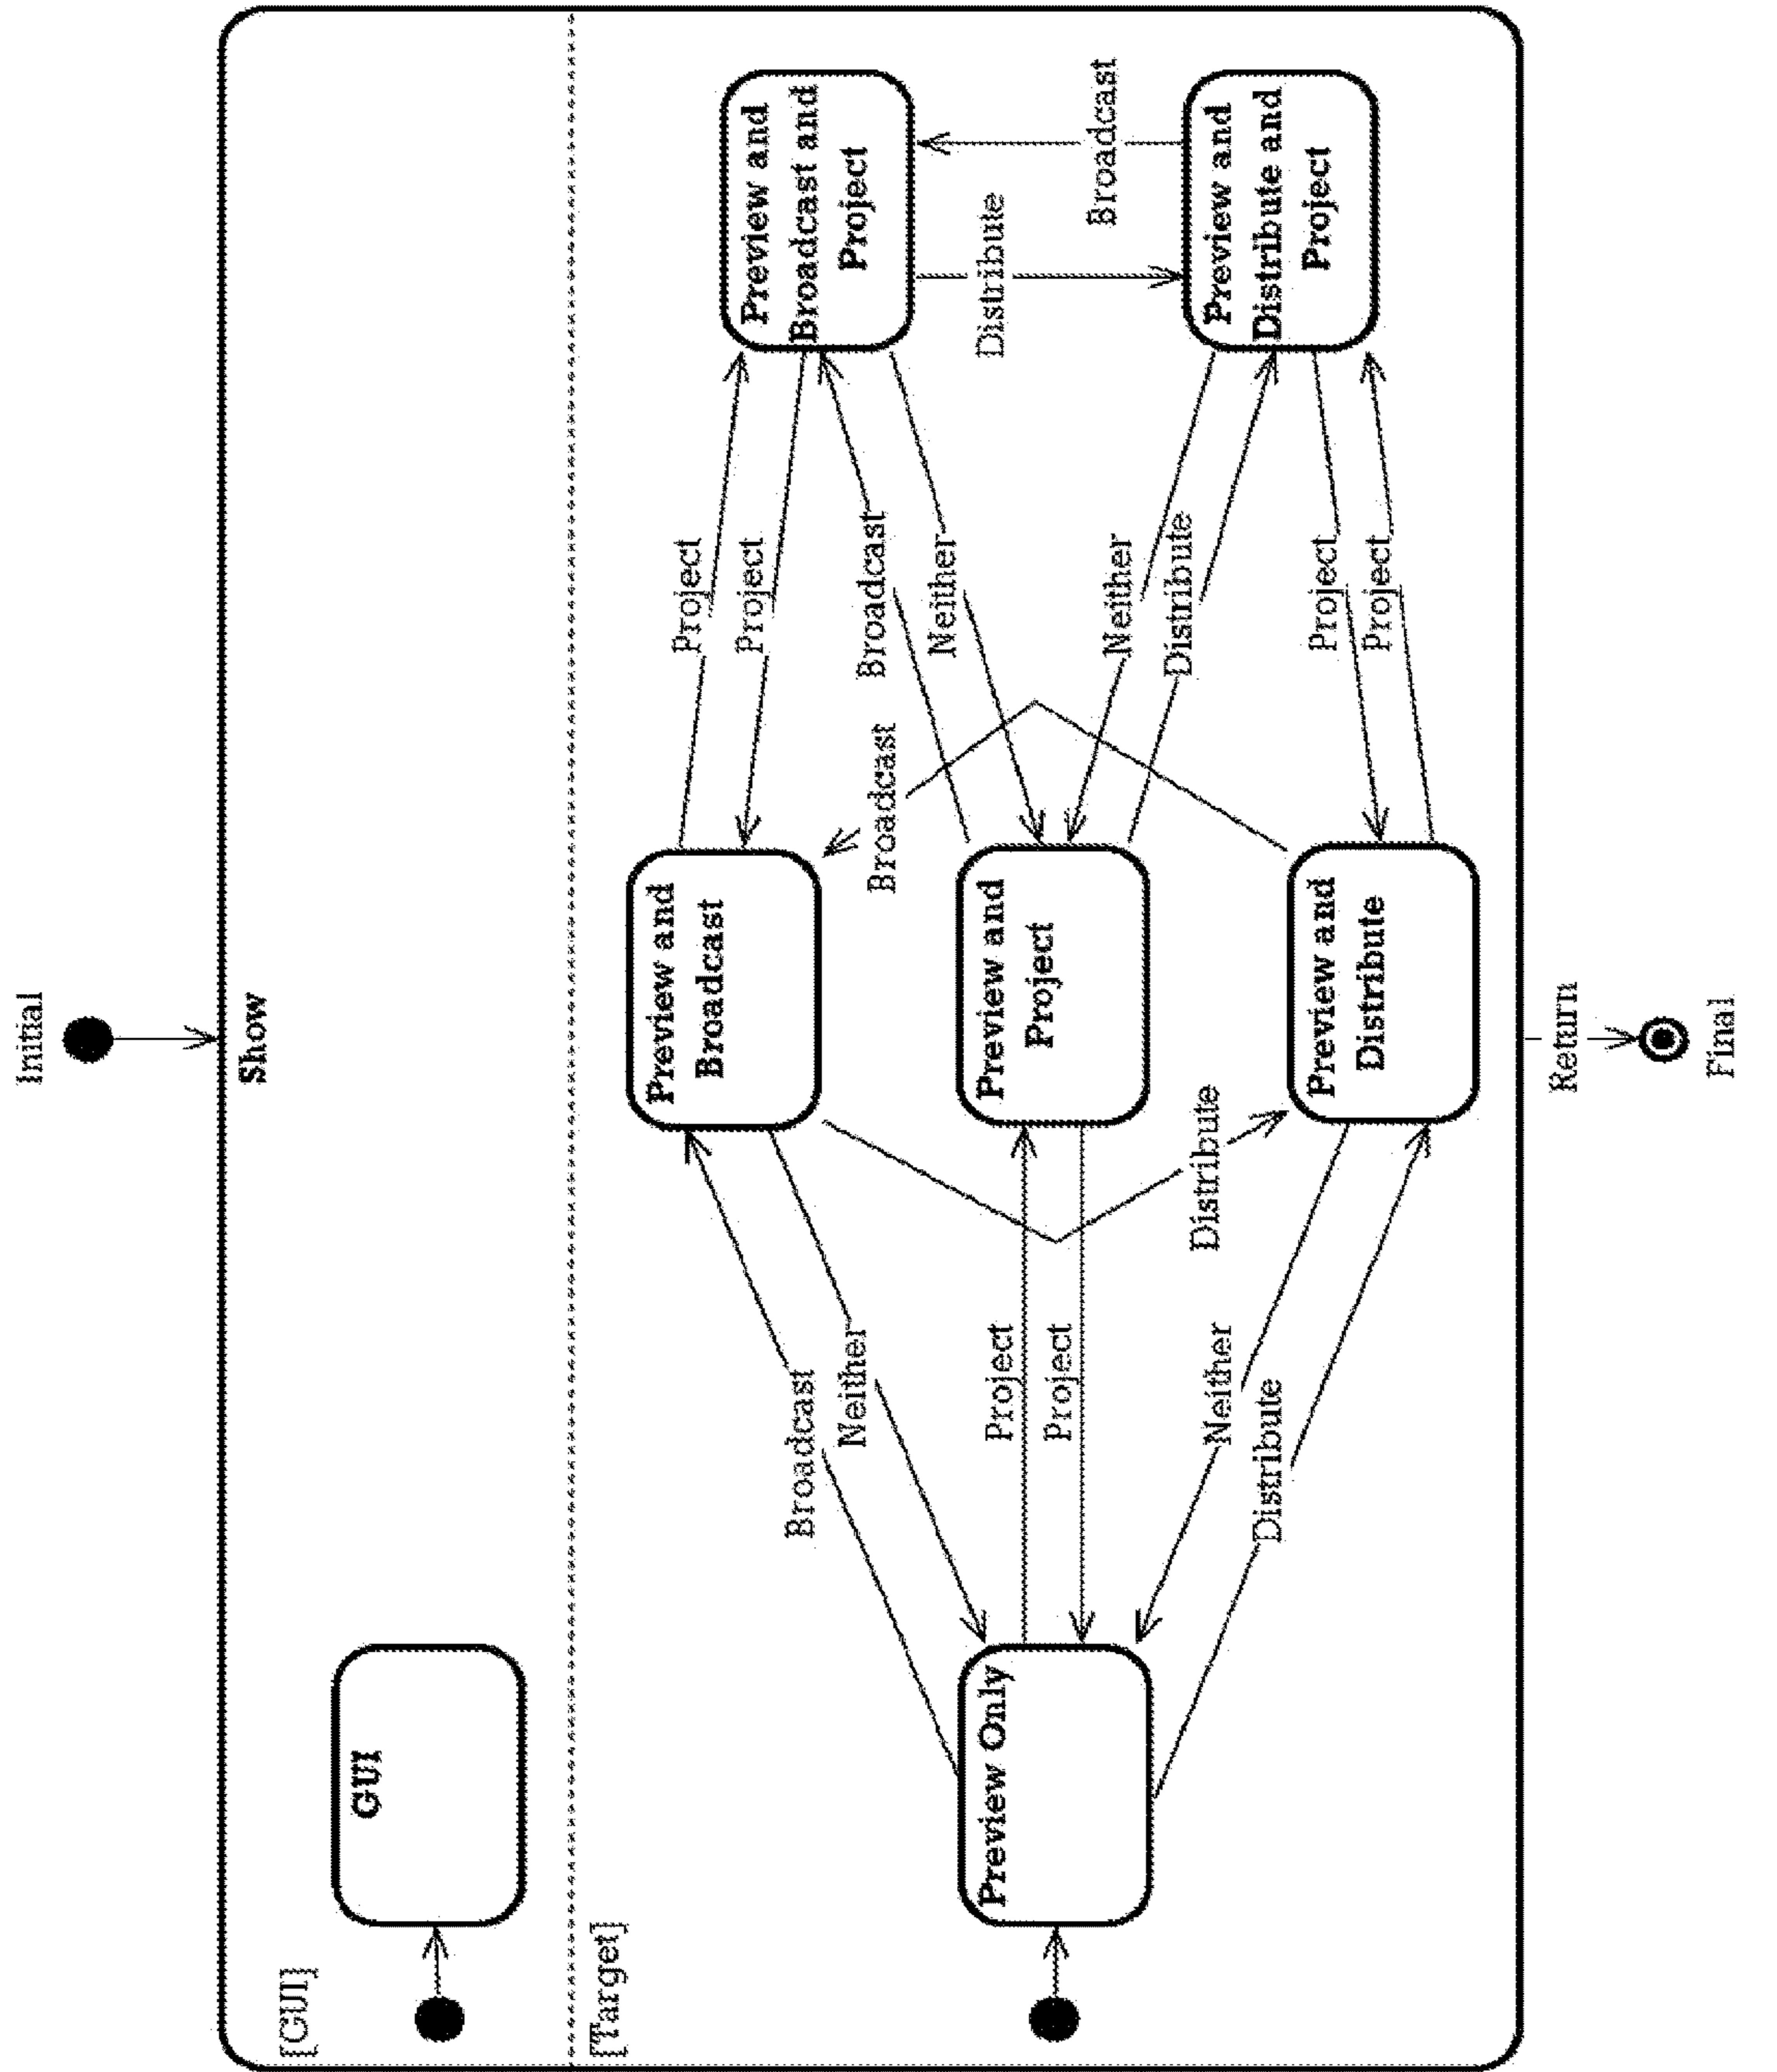 Initial
Show
[GUI]
GUI
[Target]
Preview Only
Broadcast
Neither
Project
Project
Neither
Distribute
Preview and
Broadcast
Preview and
Project
Preview and
Distribute
Distribute
Broadcast
Project
Project
Broadcast
Neither
Neither
Distribute
Project
Project
Preview and
Broadcast and
Project
Distribute
Broadcast
Preview and
Distribute and
Project
Return
Final